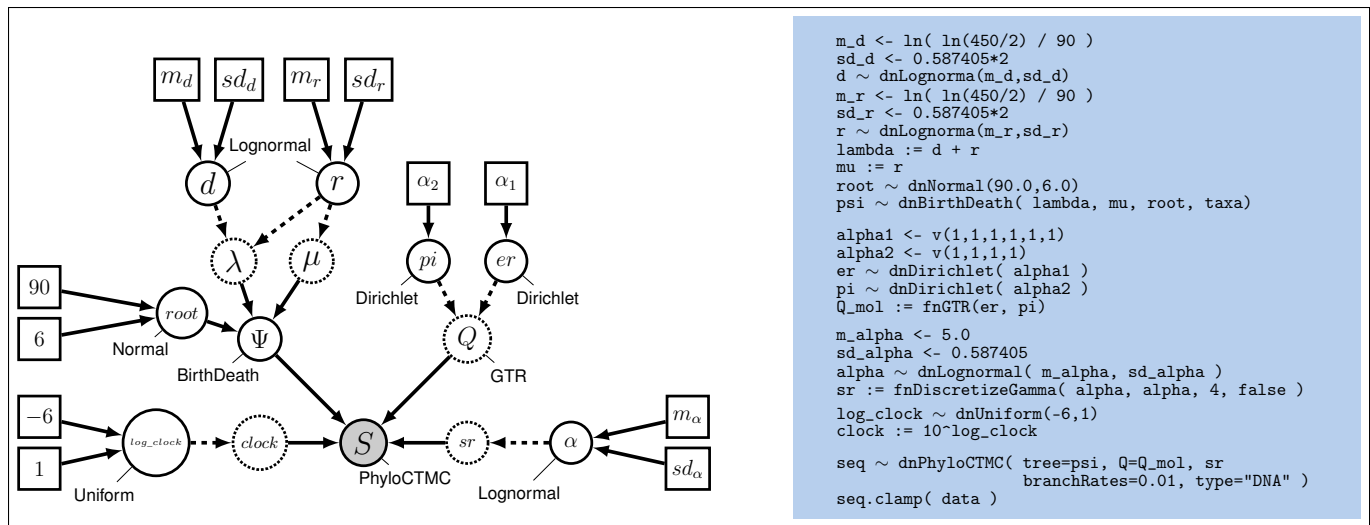 m_d sd_d m_r sd_r
Lognormal
d r α_2 α_1
λ μ pi er
Dirichlet Dirichlet
90
root
6
Normal
Ψ Q
BirthDeath GTR
−6
log_clock clock S sr α m_α
1
sd_α
Uniform PhyloCTMC Lognormal
m_d <- ln( ln(450/2) / 90 )
sd_d <- 0.587405*2
d ∼ dnLognorma(m_d,sd_d)
m_r <- ln( ln(450/2) / 90 )
sd_r <- 0.587405*2
r ∼ dnLognorma(m_r,sd_r)
lambda := d + r
mu := r
root ∼ dnNormal(90.0,6.0)
psi ∼ dnBirthDeath( lambda, mu, root, taxa)
alpha1 <- v(1,1,1,1,1,1)
alpha2 <- v(1,1,1,1)
er ∼ dnDirichlet( alpha1 )
pi ∼ dnDirichlet( alpha2 )
Q_mol := fnGTR(er, pi)
m_alpha <- 5.0
sd_alpha <- 0.587405
alpha ∼ dnLognormal( m_alpha, sd_alpha )
sr := fnDiscretizeGamma( alpha, alpha, 4, false )
log_clock ∼ dnUniform(-6,1)
clock := 10^log_clock
seq ∼ dnPhyloCTMC( tree=psi, Q=Q_mol, sr
branchRates=0.01, type="DNA" )
seq.clamp( data )